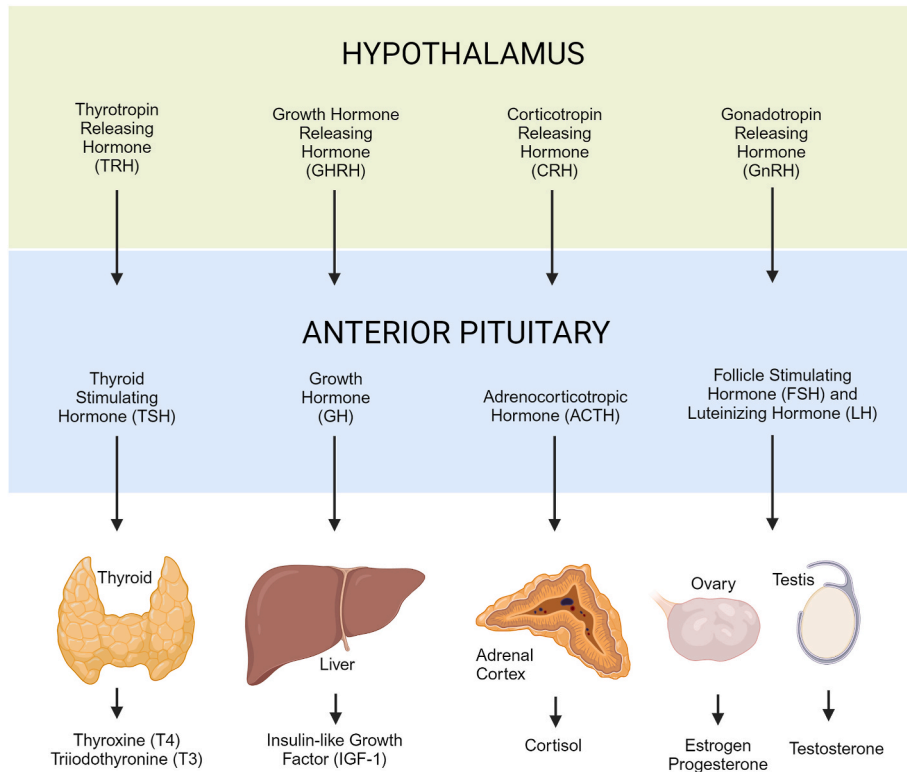 HYPOTHALAMUS
Thyrotropin
Releasing
Hormone
(TRH)
Growth Hormone
Releasing
Hormone
(GHRH)
Corticotropin
Releasing
Hormone
(CRH)
Gonadotropin
Releasing
Hormone
(GnRH)
ANTERIOR PITUITARY
Thyroid
Stimulating
Hormone (TSH)
Growth
Hormone
(GH)
Adrenocorticotropic
Hormone (ACTH)
Follicle Stimulating
Hormone (FSH) and
Luteinizing Hormone (LH)
Thyroid
Liver
Adrenal
Cortex
Ovary
Testis
Thyroxine (T4)
Triiodothyronine (T3)
Insulin-like Growth
Factor (IGF-1)
Cortisol
Estrogen
Progesterone
Testosterone